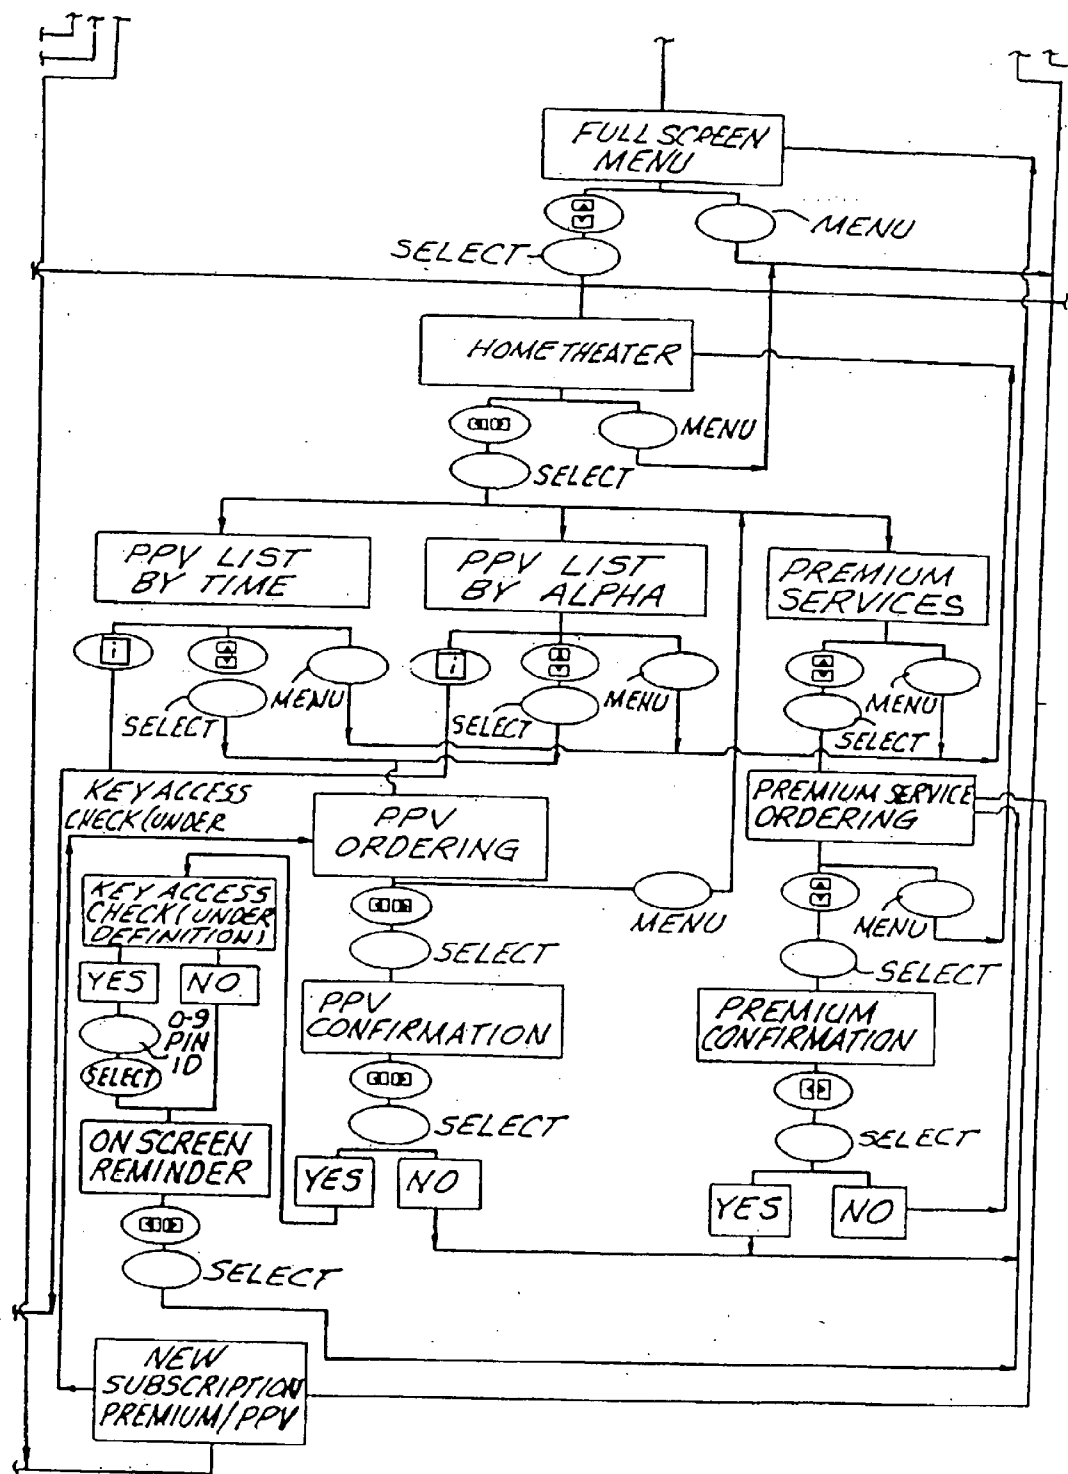 FULL SCREEN
MENU
MENU
SELECT
HOME THEATER
MENU
SELECT
PPV LIST
BY TIME
PPV LIST
BY ALPHA
PREMIUM
SERVICES
i
i
MENU
SELECT
MENU
SELECT
MENU
SELECT
KEY ACCESS
CHECK (UNDER
PPV
ORDERING
PREMIUM SERVICE
ORDERING
KEY ACCESS
CHECK (UNDER
DEFINITION)
MENU
MENU
SELECT
SELECT
YES
NO
0-9
PIN
ID
SELECT
PPV
CONFIRMATION
PREMIUM
CONFIRMATION
SELECT
SELECT
ON SCREEN
REMINDER
YES
NO
YES
NO
SELECT
NEW
SUBSCRIPTION
PREMIUM/PPV